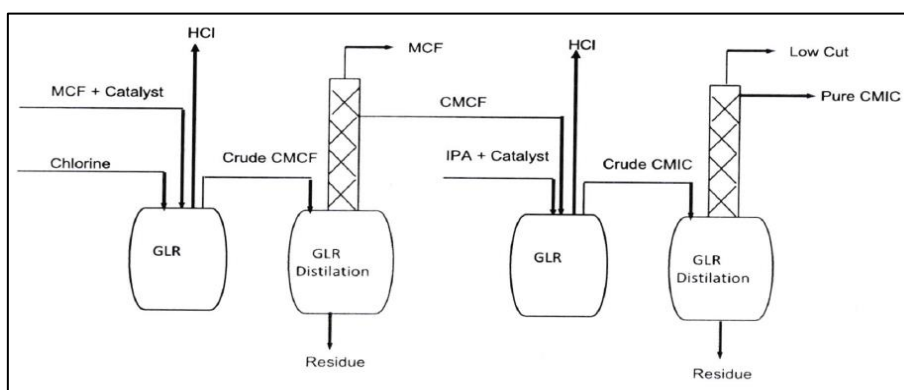 HCl
MCF
HCl
Low Cut
MCF + Catalyst
CMCF
Pure CMIC
Chlorine
Crude CMCF
IPA + Catalyst
Crude CMIC
GLR
GLR
Distilation
GLR
GLR
Distilation
Residue
Residue